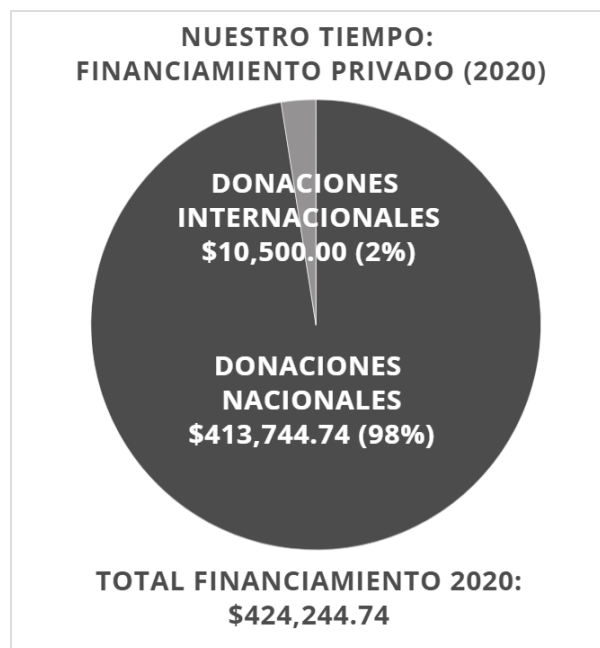 NUESTRO TIEMPO:
FINANCIAMIENTO PRIVADO (2020)
DONACIONES
INTERNACIONALES
$10,500.00 (2%)
DONACIONES
NACIONALES
$413,744.74 (98%)
TOTAL FINANCIAMIENTO 2020:
$424,244.74